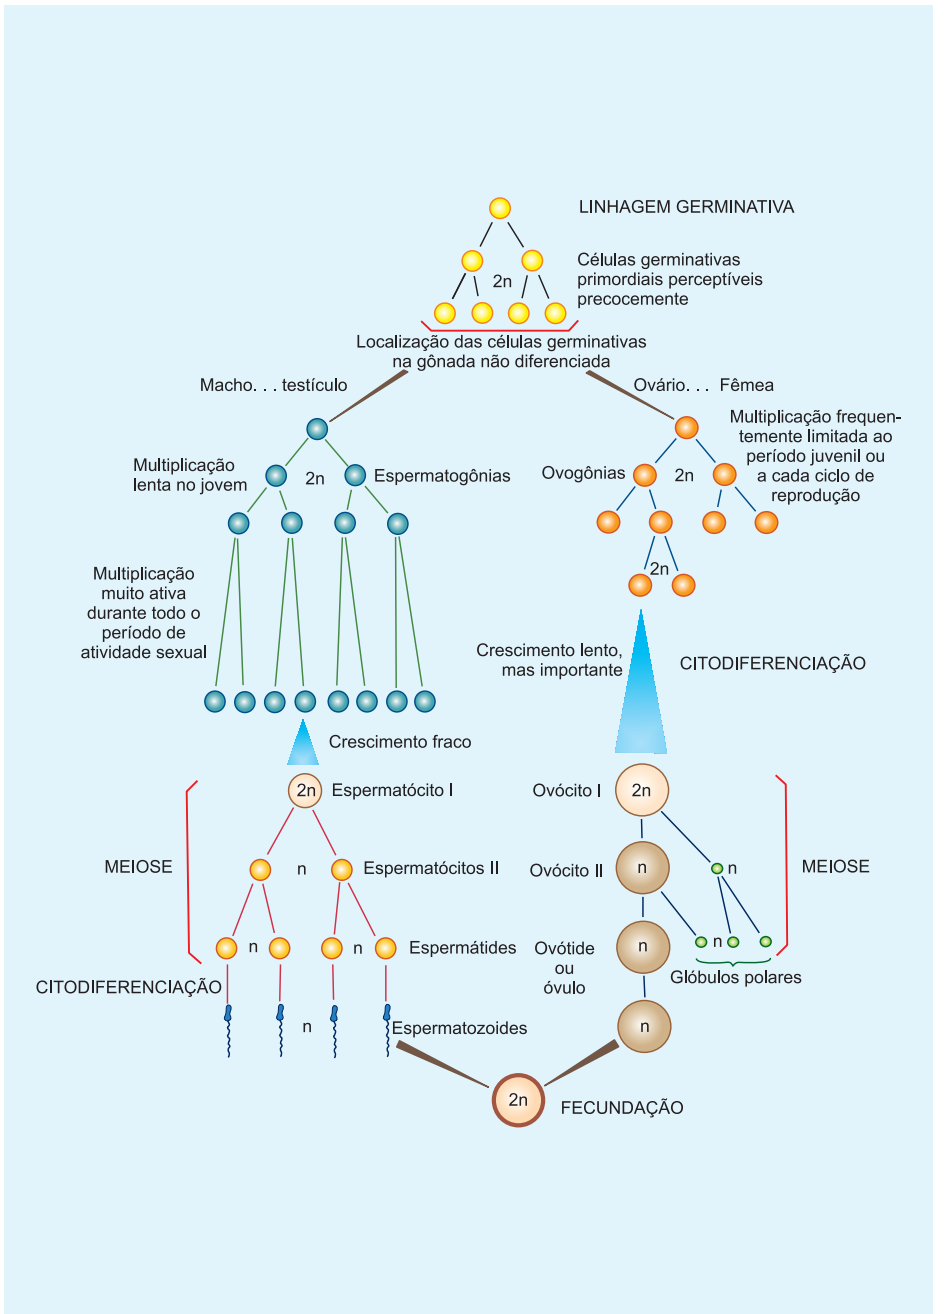 LINHAGEM GERMINATIVA
Células germinativas
primordiais perceptíveis
precocemente
2n
Localização das células germinativas
na gônada não diferenciada
Macho. . . testículo
Ovário. . . Fêmea
Multiplicação
lenta no jovem
2n
Espermatogônias
Ovogônias
2n
Multiplicação frequen-
temente limitada ao
período juvenil ou
a cada ciclo de
reprodução
Multiplicação
muito ativa
durante todo o
período de
atividade sexual
2n
Crescimento lento,
mas importante
CITODIFERENCIAÇÃO
Crescimento fraco
2n
Espermatócito I
Ovócito I
2n
MEIOSE
n
Espermatócitos II
Ovócito II
n
n
MEIOSE
n
n
Espermátides
Ovótide
ou
óvulo
n
n
Glóbulos polares
CITODIFERENCIAÇÃO
n
Espermatozoides
n
2n
FECUNDAÇÃO